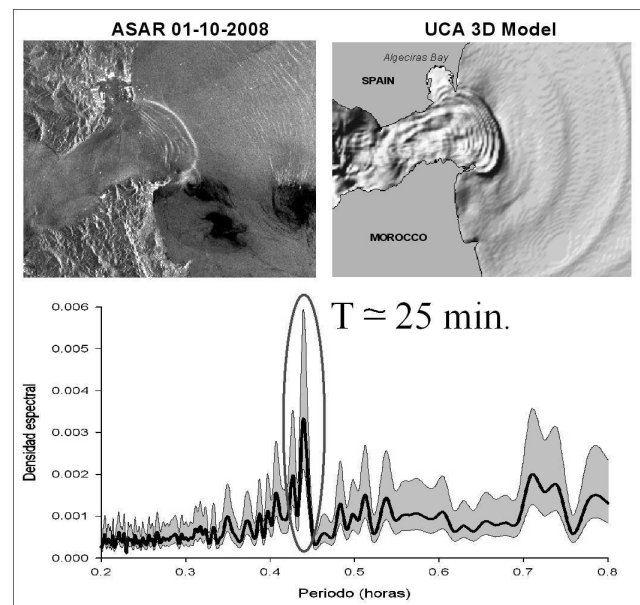 ASAR 01-10-2008
UCA 3D Model
Algeciras Bay
SPAIN
MOROCCO
T ≃ 25 min.
Densidad espectral
0.006
0.005
0.004
0.003
0.002
0.001
0.000
0.2 0.3 0.4 0.5 0.6 0.7 0.8
Periodo (horas)